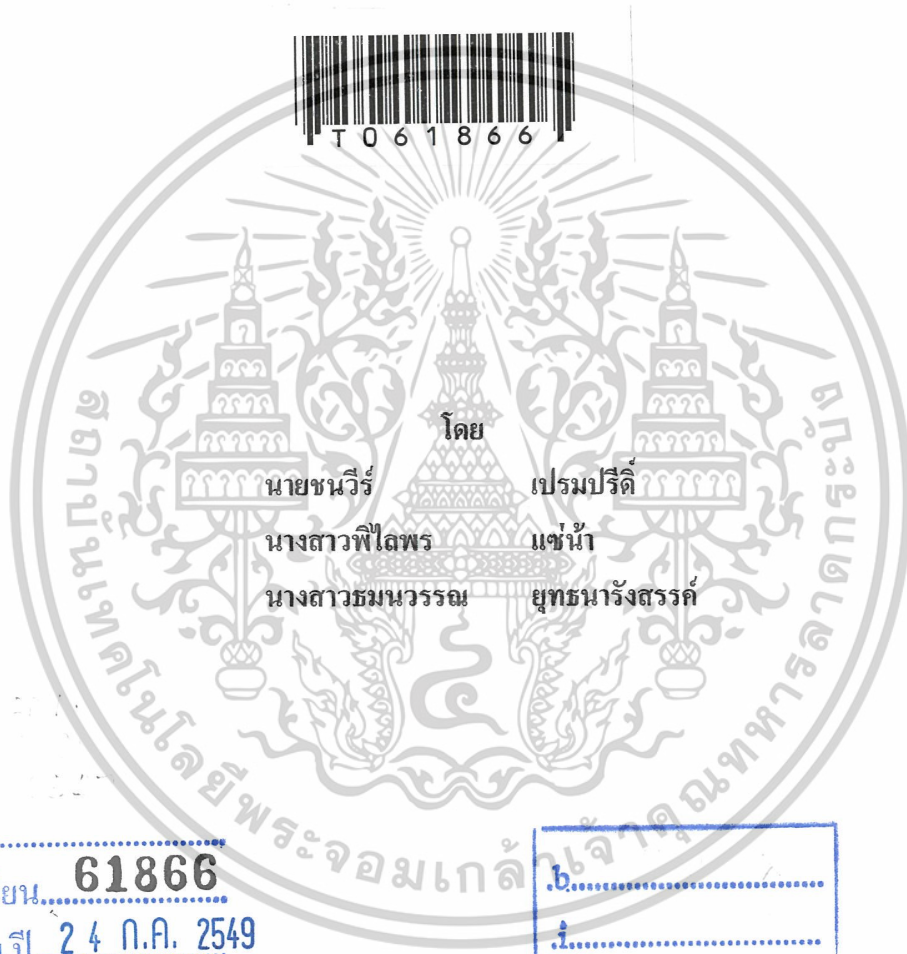 T061866
โดย
นายชนวีร์ เปรมปรีดิ์
นางสาวพิไลพร แซ่น้า
นางสาวธมนวรรณ ยุทธนารังสรรค์
สถาบันเทคโนโลยีพระจอมเกล้าเจ้าคุณทหารลาดกระบัง
ยน 61866
ปี 24 ก.ค. 2549
.b
.i